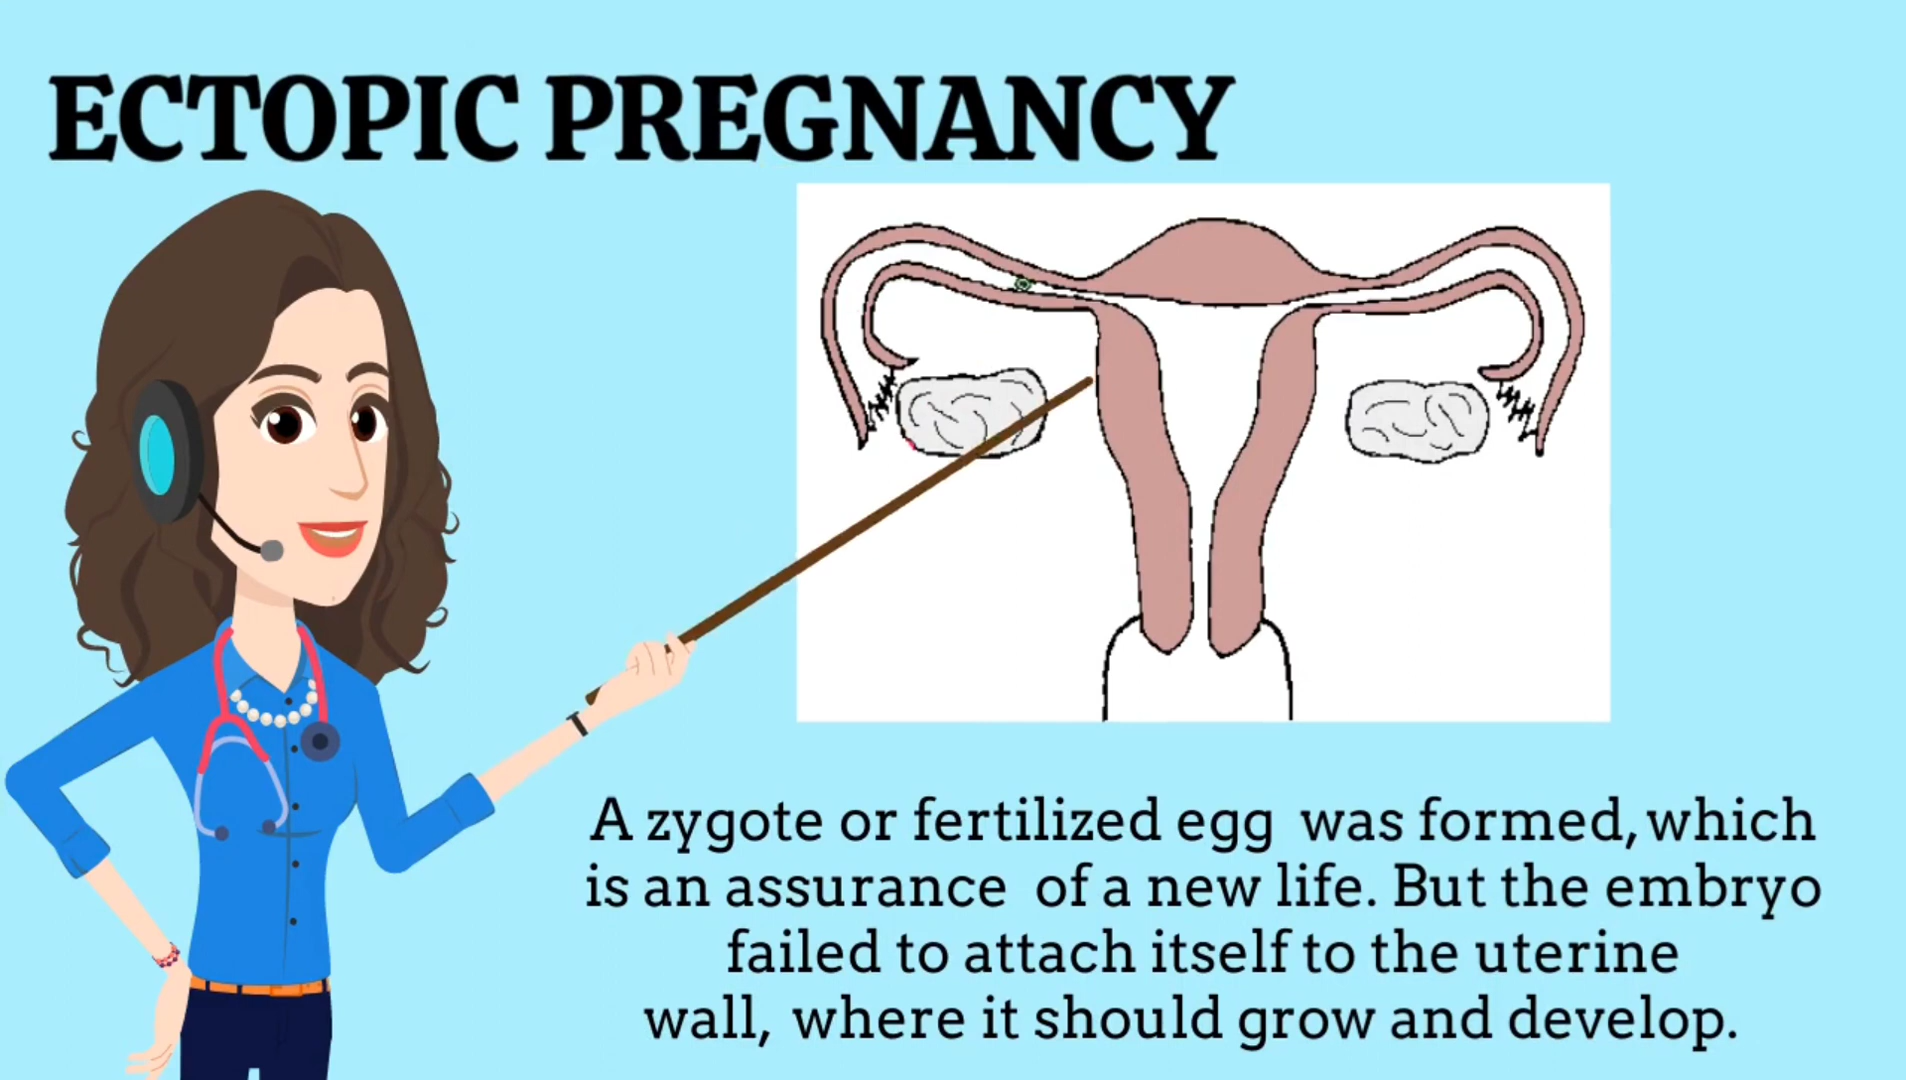 ECTOPIC PREGNANCY
A zygote or fertilized egg was formed, which
is an assurance of a new life. But the embryo
failed to attach itself to the uterine
wall, where it should grow and develop.